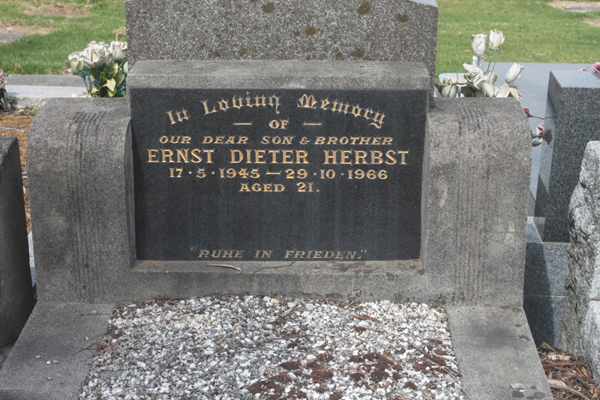 In Loving Memory
— OF —
OUR DEAR SON & BROTHER
ERNST DIETER HERBST
17·5·1945 — 29·10·1966
AGED 21.
"RUHE IN FRIEDEN."